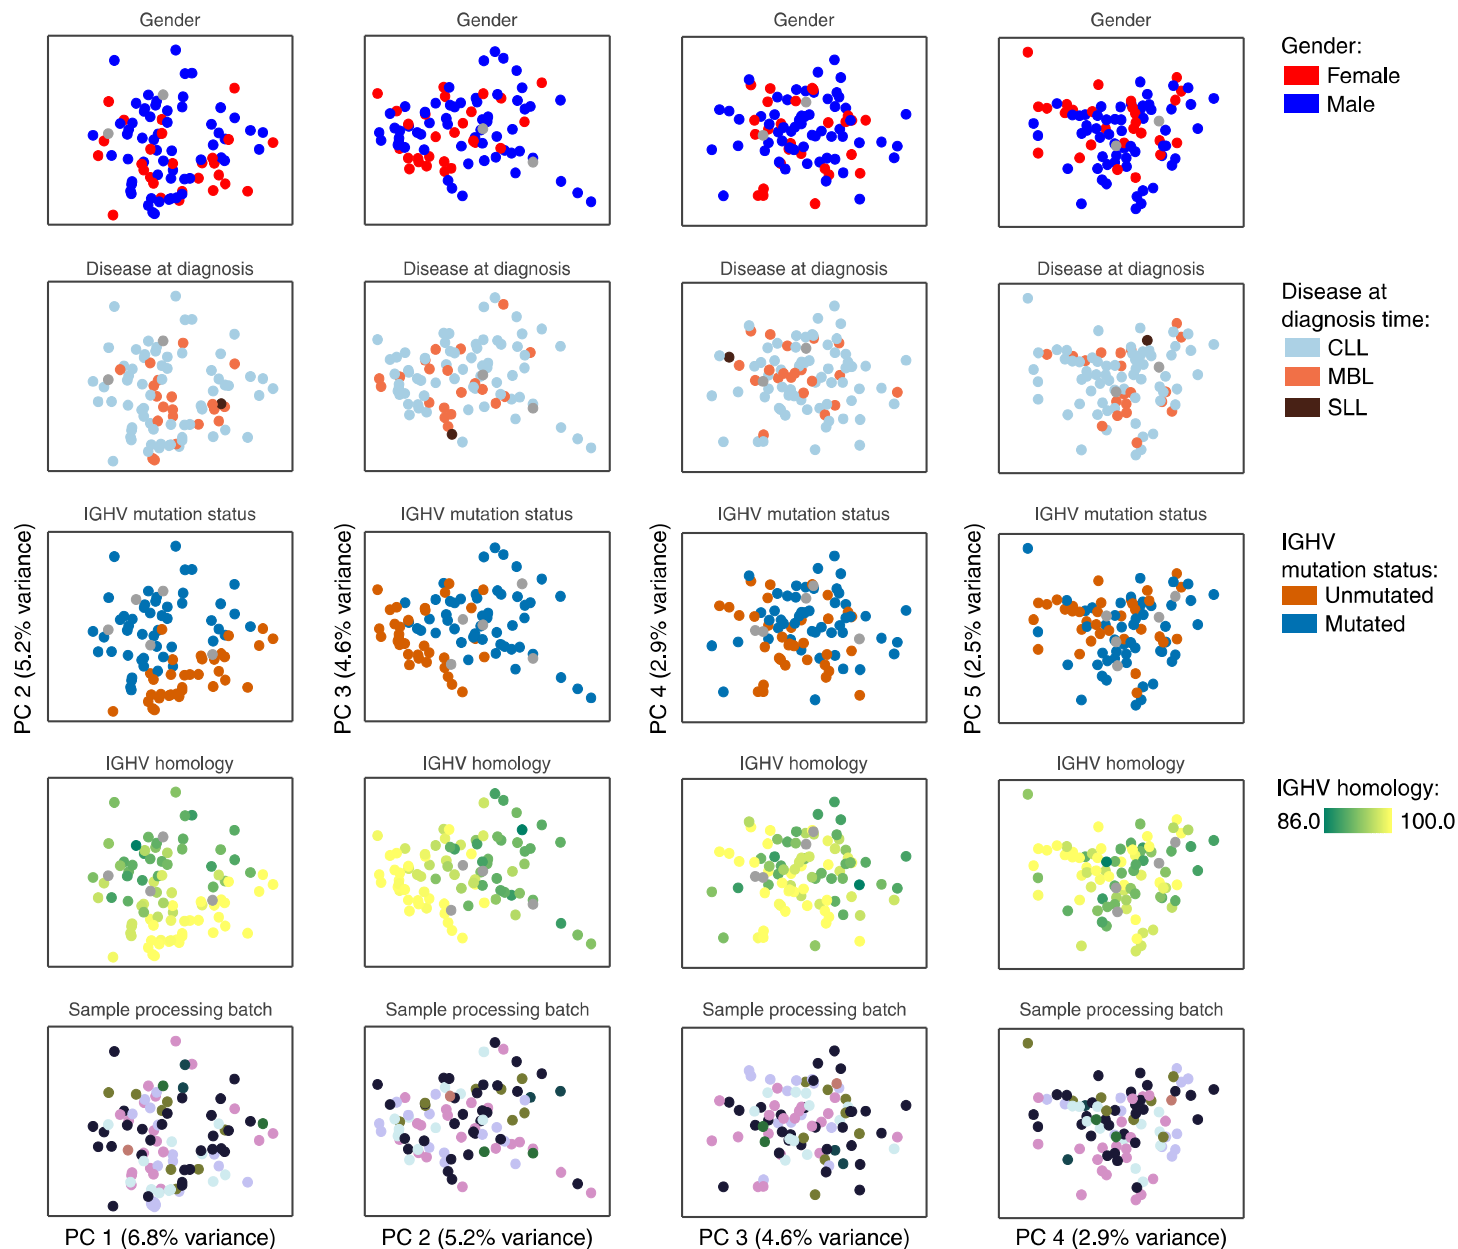 Gender
Gender
Gender
Gender
Gender:
Female
Male
Disease at diagnosis
Disease at diagnosis
Disease at diagnosis
Disease at diagnosis
Disease at
diagnosis time:
CLL
MBL
SLL
IGHV mutation status
IGHV mutation status
IGHV mutation status
IGHV mutation status
PC 2 (5.2% variance)
PC 3 (4.6% variance)
PC 4 (2.9% variance)
PC 5 (2.5% variance)
IGHV
mutation status:
Unmutated
Mutated
IGHV homology
IGHV homology
IGHV homology
IGHV homology
IGHV homology:
86.0
100.0
Sample processing batch
Sample processing batch
Sample processing batch
Sample processing batch
PC 1 (6.8% variance)
PC 2 (5.2% variance)
PC 3 (4.6% variance)
PC 4 (2.9% variance)